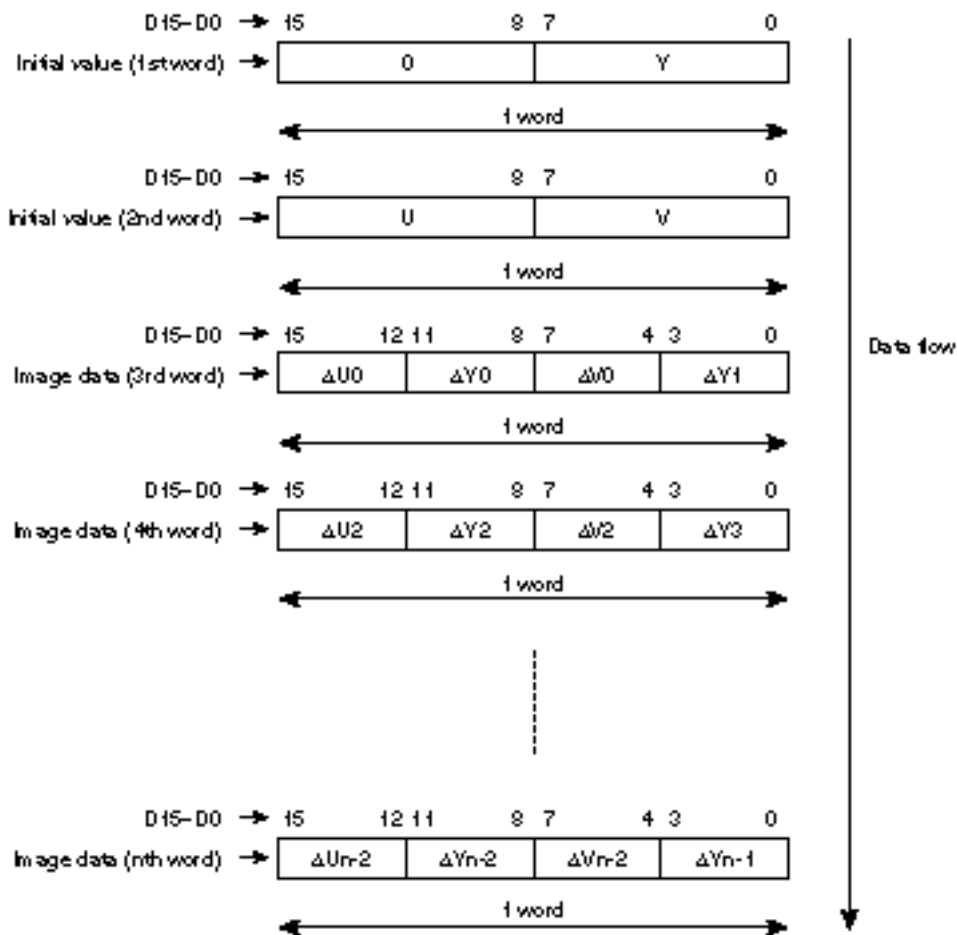 D15–D0 → 15 8 7 0
Initial value (1st word) → 0 Y
1 word
D15–D0 → 15 8 7 0
Initial value (2nd word) → U V
1 word
D15–D0 → 15 12 11 8 7 4 3 0
Image data (3rd word) → ΔU0 ΔY0 ΔV0 ΔY1
Data flow
1 word
D15–D0 → 15 12 11 8 7 4 3 0
Image data (4th word) → ΔU2 ΔY2 ΔV2 ΔY3
1 word
D15–D0 → 15 12 11 8 7 4 3 0
Image data (nth word) → ΔUn-2 ΔYn-2 ΔVn-2 ΔYn-1
1 word